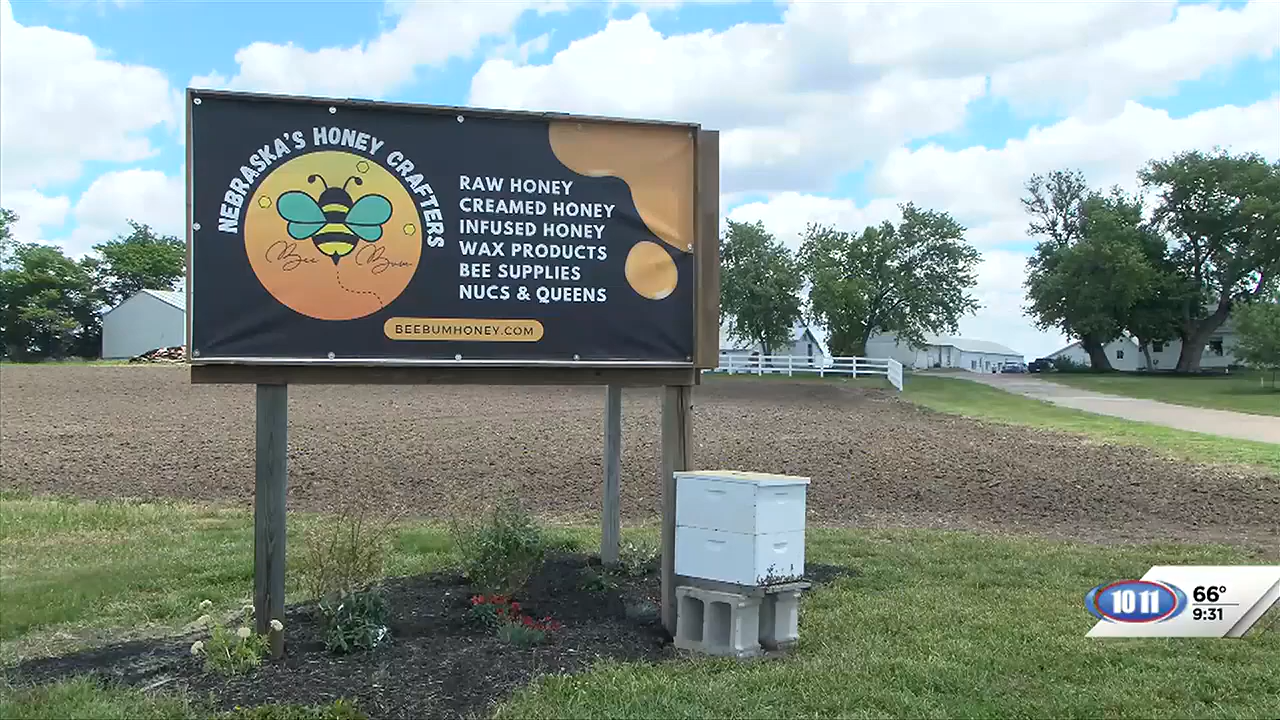 NEBRASKA'S HONEY CRAFTERS
Bee Bum
RAW HONEY
CREAMED HONEY
INFUSED HONEY
WAX PRODUCTS
BEE SUPPLIES
NUCS & QUEENS
BEEBUMHONEY.COM
10 11
66°
9:31